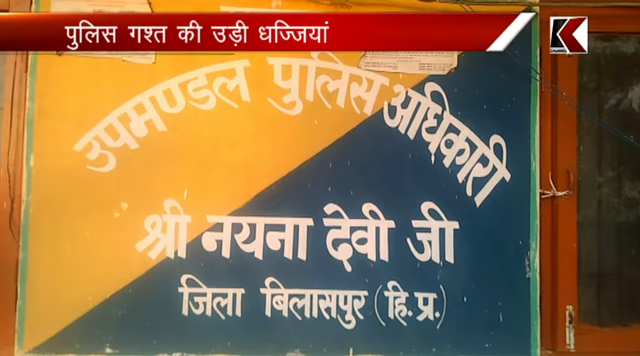 पुलिस गश्त की उड़ी धज्जियां
K
उपमण्डल पुलिस अधिकारी
श्री नयना देवी जी
जिला बिलासपुर (हि.प्र.)